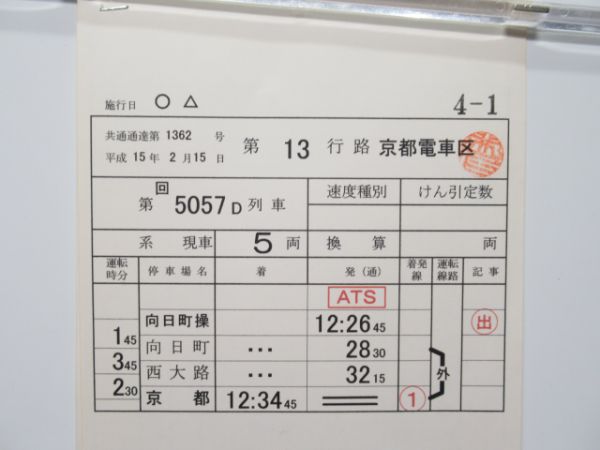 施行日 ○ △ 4-1
共通通達第 1362 号
平成 15年 2月15日
第 13 行路 京都電車区
回
第 5057D 列車 速度種別 けん引定数
系 現車 5 両 換算 両
運転時分 停車場名 着 発(通) 着発線 運転線路 記事
ATS
向日町操 12:26 45 出
1 45
向日町 ･･･ 28 30
3 45
西大路 ･･･ 32 15 外
2 30
京都 12:34 45 ＝ 1